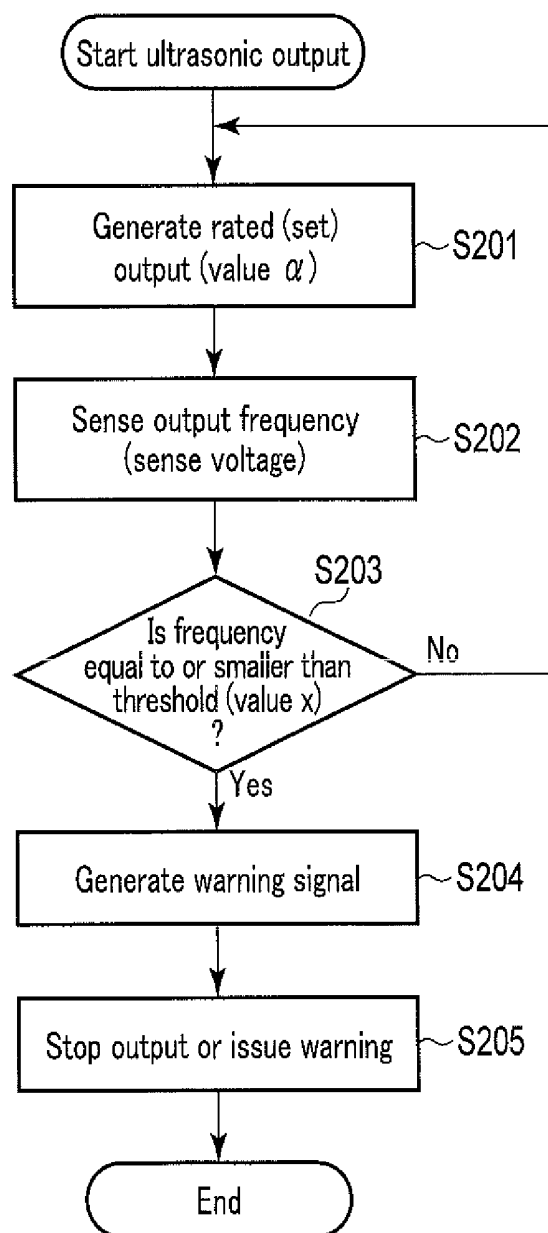 Start ultrasonic output
Generate rated (set)
output (value α)
S201
Sense output frequency
(sense voltage)
S202
S203
Is frequency
equal to or smaller than
threshold (value x)
?
No
Yes
Generate warning signal
S204
Stop output or issue warning
S205
End